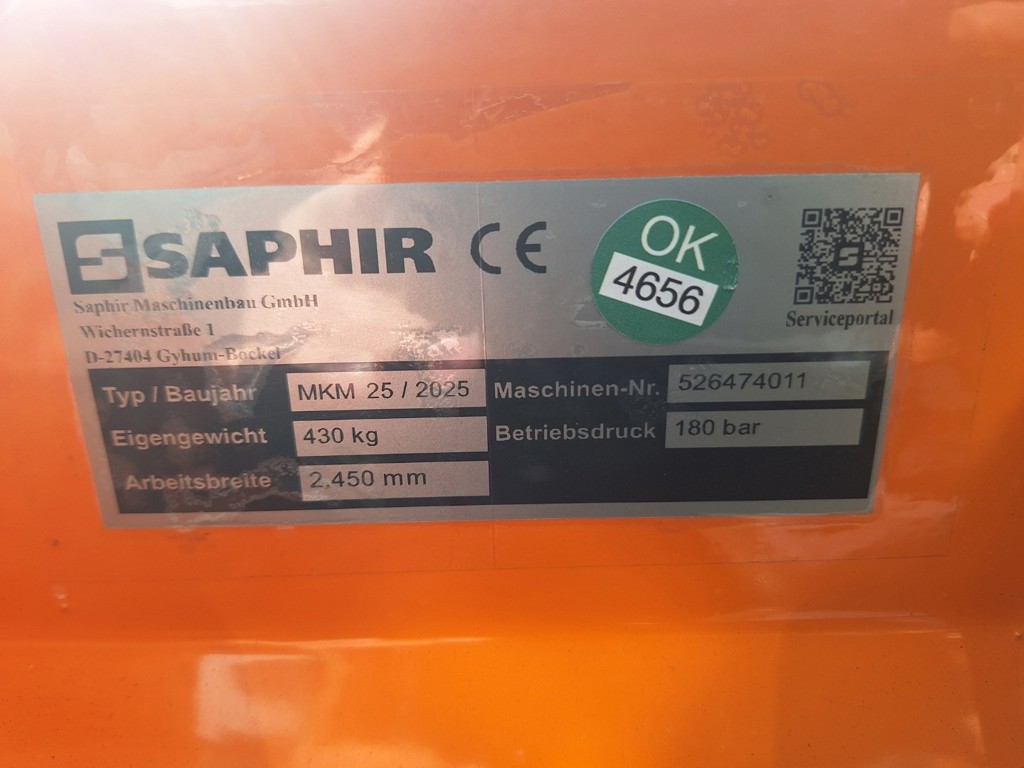 SAPHIR CE
Saphir Maschinenbau GmbH
Wichernstraße 1
D-27404 Gyhum-Bockel
OK
4656
Serviceportal
Typ / Baujahr MKM 25 / 2025 Maschinen-Nr. 526474011
Eigengewicht 430 kg Betriebsdruck 180 bar
Arbeitsbreite 2.450 mm